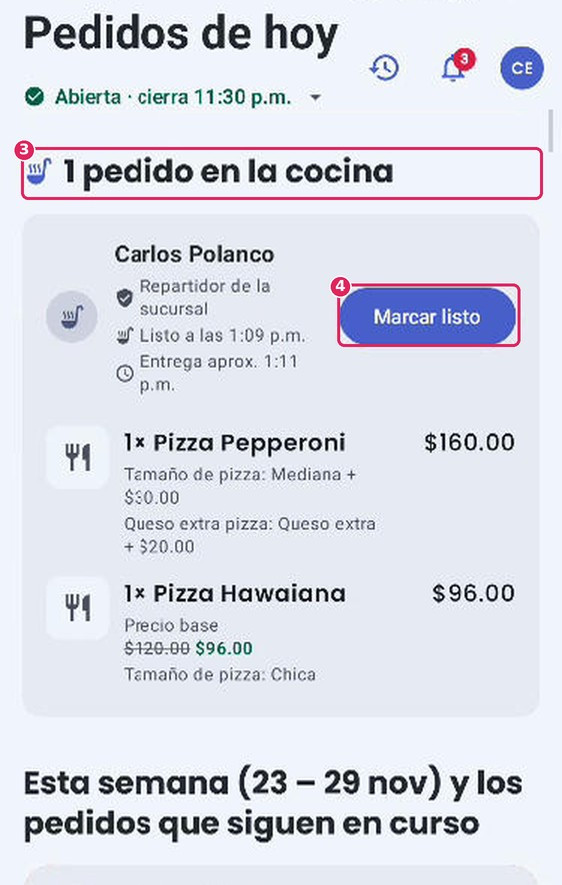 Pedidos de hoy
3
CE
Abierta · cierra 11:30 p.m.
3
1 pedido en la cocina
Carlos Polanco
Repartidor de la
sucursal
Listo a las 1:09 p.m.
Entrega aprox. 1:11
p.m.
4
Marcar listo
1× Pizza Pepperoni
$160.00
Tamaño de pizza: Mediana +
$30.00
Queso extra pizza: Queso extra
+ $20.00
1× Pizza Hawaiana
$96.00
Precio base
$120.00 $96.00
Tamaño de pizza: Chica
Esta semana (23 – 29 nov) y los
pedidos que siguen en curso